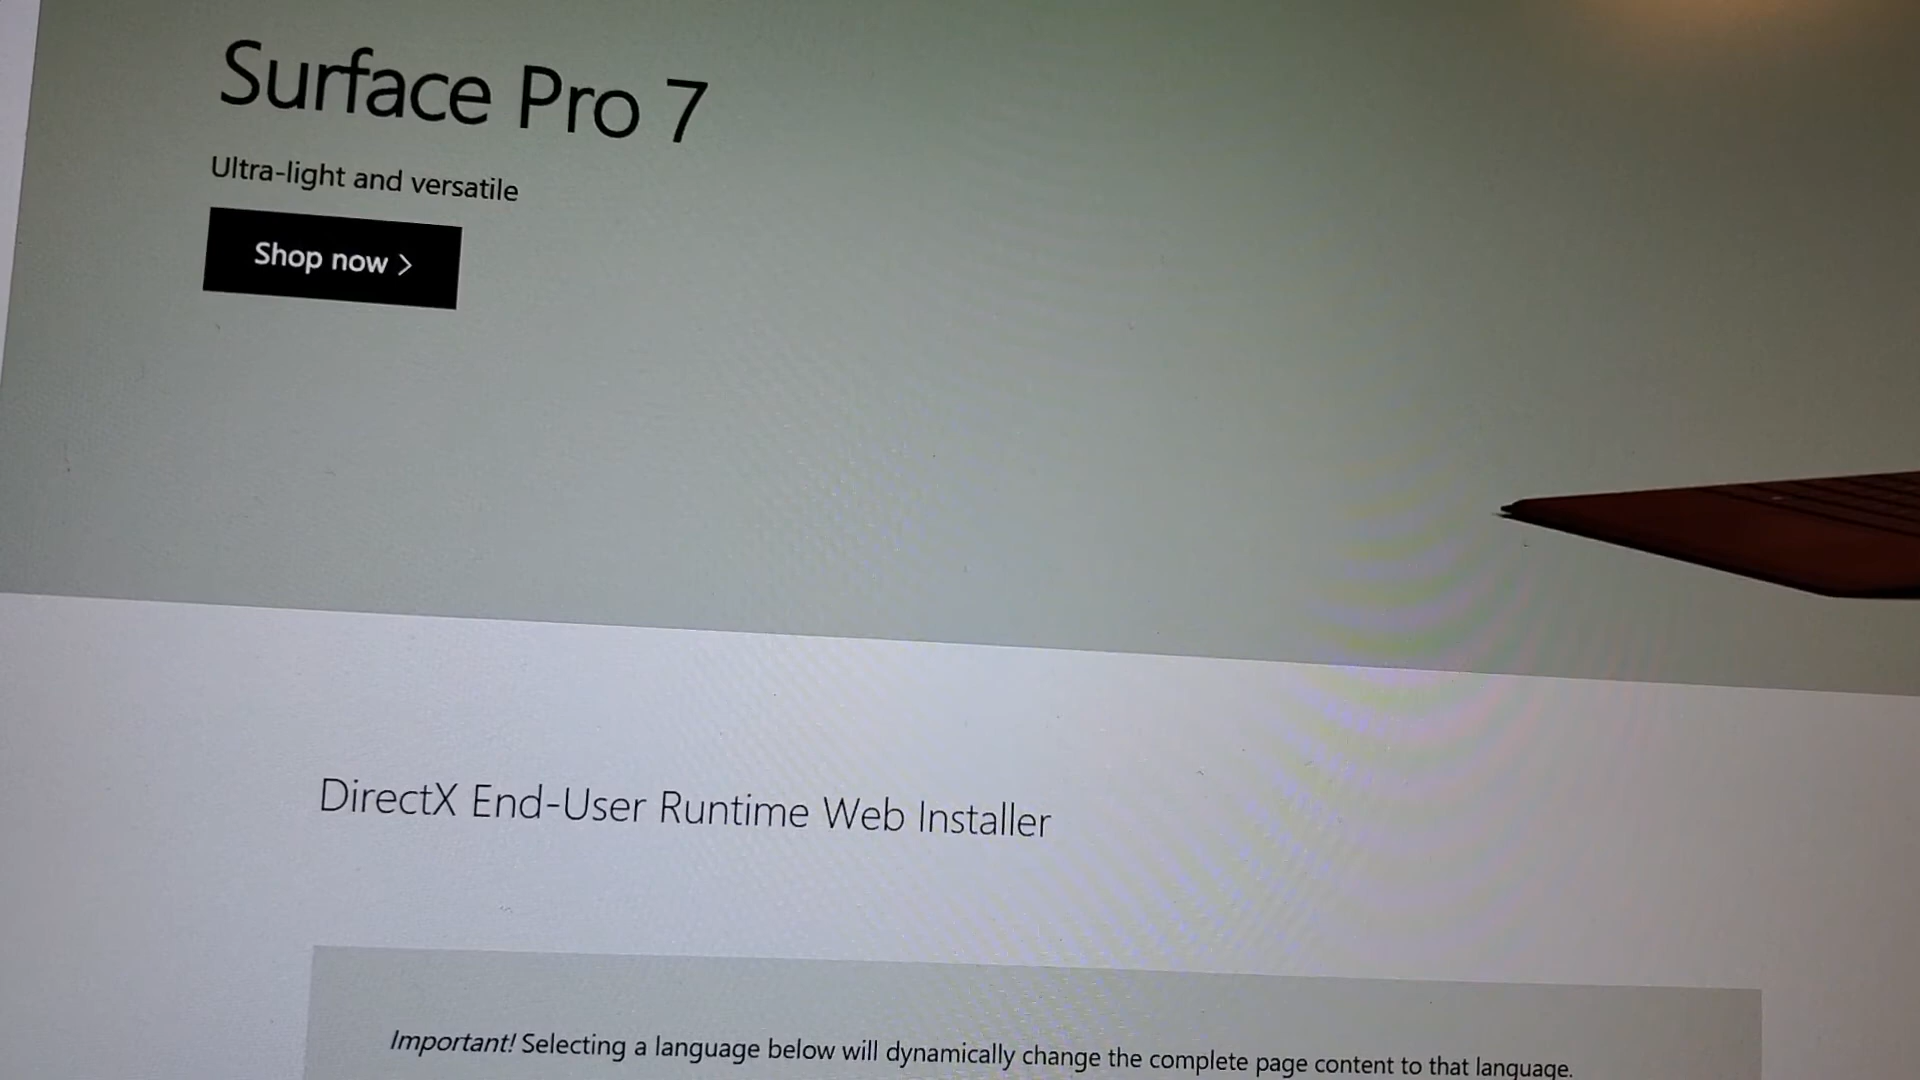 Surface Pro 7
Ultra-light and versatile
Shop now >
DirectX End-User Runtime Web Installer
Important! Selecting a language below will dynamically change the complete page content to that language.